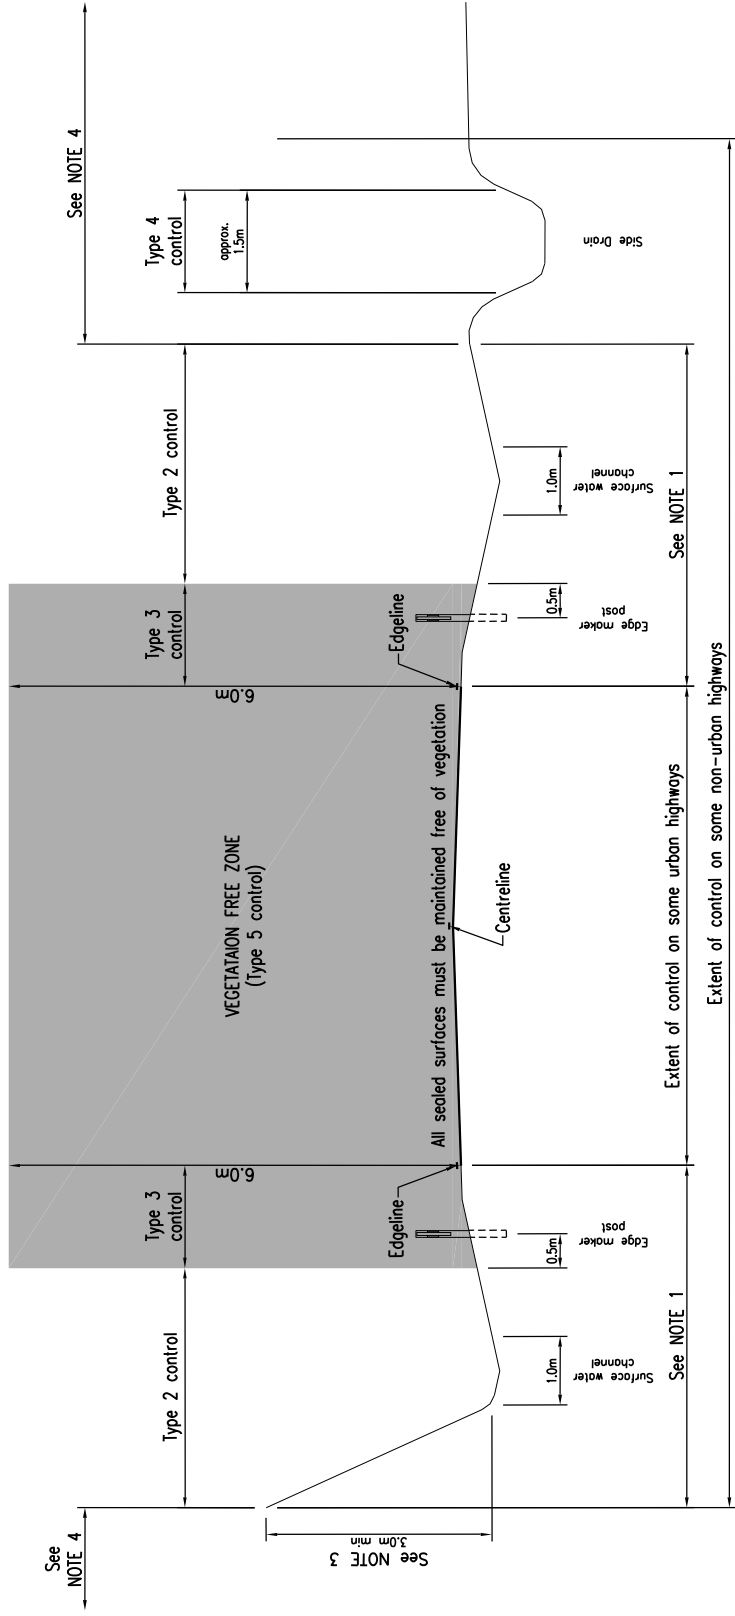 See
NOTE 4
Type 2 control
Type 3
control
Type 3
control
Type 2 control
See NOTE 4
Type 4
control
approx.
1.5m
6.0m
6.0m
VEGETATAION FREE ZONE
(Type 5 control)
Edgeline
Edgeline
All sealed surfaces must be maintained free of vegetation
Centreline
See NOTE 3
3.0m min
1.0m
Surface water
channel
0.5m
Edge maker
post
0.5m
Edge maker
post
1.0m
Surface water
channel
Side Drain
See NOTE 1
Extent of control on some urban highways
See NOTE 1
Extent of control on some non-urban highways